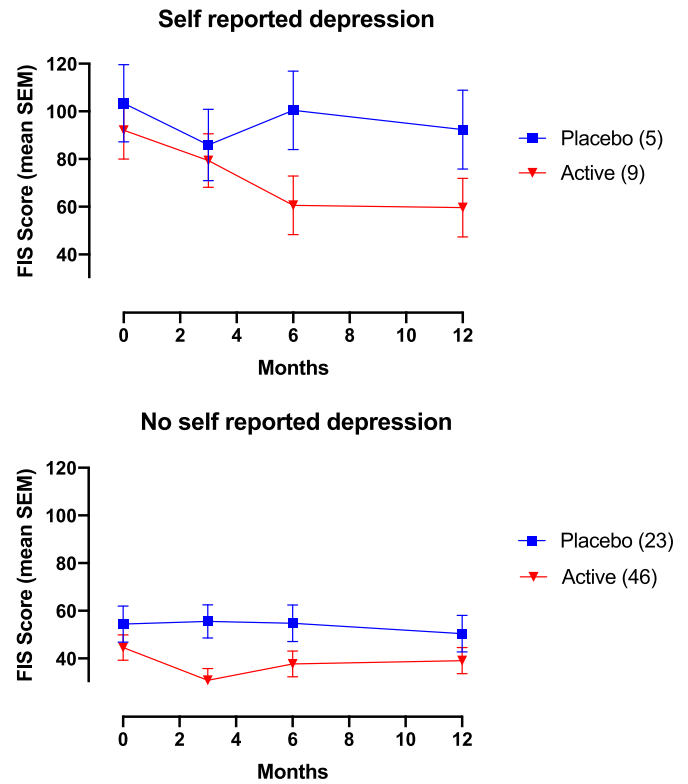 Self reported depression
FIS Score (mean SEM)
120
100
80
60
40
0 2 4 6 8 10 12
Months
Placebo (5)
Active (9)
No self reported depression
FIS Score (mean SEM)
120
100
80
60
40
0 2 4 6 8 10 12
Months
Placebo (23)
Active (46)